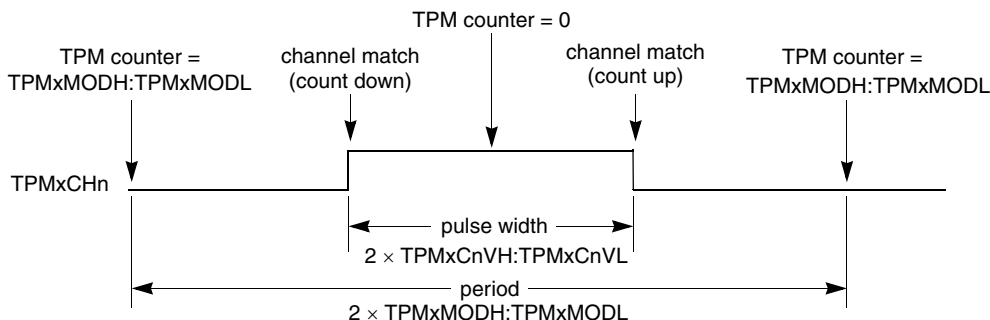 TPM counter = 0
TPM counter =
TPMxMODH:TPMxMODL
channel match
(count down)
channel match
(count up)
TPM counter =
TPMxMODH:TPMxMODL
TPMxCHn
pulse width
2 × TPMxCnVH:TPMxCnVL
period
2 × TPMxMODH:TPMxMODL